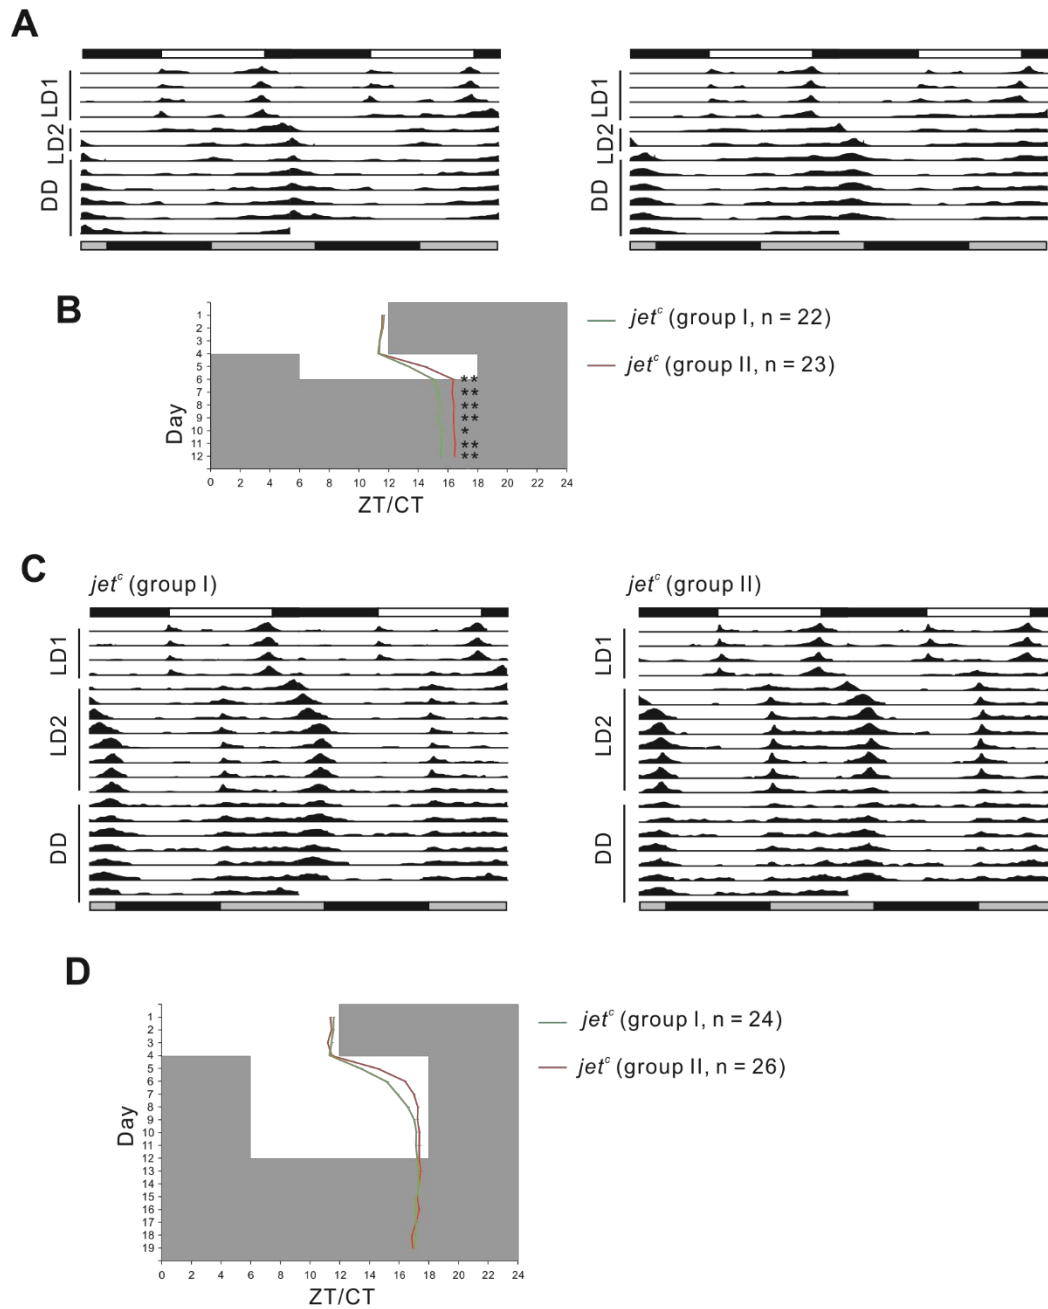 A
LD1
LD2
DD
LD1
LD2
DD
B
jetᶜ (group I, n = 22)
jetᶜ (group II, n = 23)
Day
1
2
3
4
5
6 **
7 **
8 **
9 **
10 *
11 **
12 **
0 2 4 6 8 10 12 14 16 18 20 22 24
ZT/CT
C
jetᶜ (group I)
jetᶜ (group II)
LD1
LD2
DD
LD1
LD2
DD
D
jetᶜ (group I, n = 24)
jetᶜ (group II, n = 26)
Day
1
2
3
4
5
6
7
8
9
10
11
12
13
14
15
16
17
18
19
0 2 4 6 8 10 12 14 16 18 20 22 24
ZT/CT